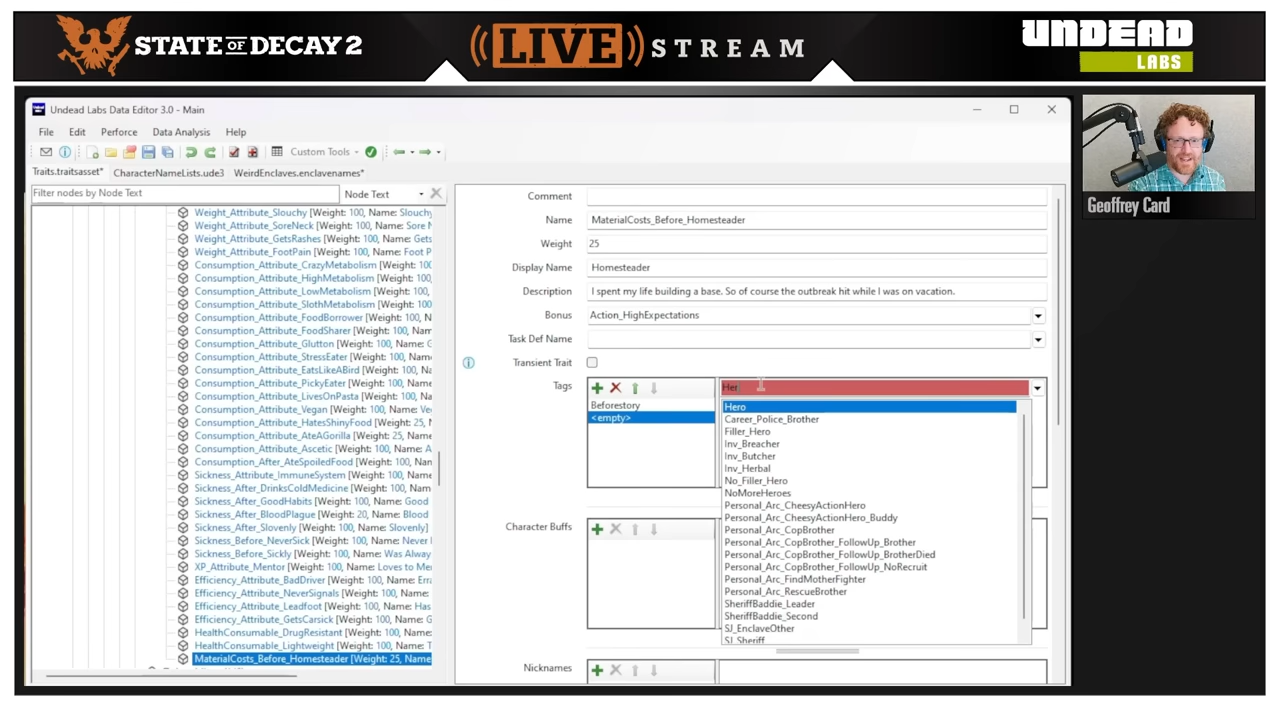 STATE OF DECAY 2
LIVE STREAM
UNDEAD
LABS
Undead Labs Data Editor 3.0 - Main
File Edit Perforce Data Analysis Help
Custom Tools
Traits.traitsasset* CharacterNameLists.ude3 WeirdEnclaves.enclavenames*
Filter nodes by Node Text Node Text
Weight_Attribute_Slouchy [Weight: 100, Name: Slouchy
Weight_Attribute_SoreNeck [Weight: 100, Name: Sore
Weight_Attribute_GetsRashes [Weight: 100, Name: Gets
Weight_Attribute_FootPain [Weight: 100, Name: Foot P
Consumption_Attribute_CrazyMetabolism [Weight: 100
Consumption_Attribute_HighMetabolism [Weight: 100,
Consumption_Attribute_LowMetabolism [Weight: 100,
Consumption_Attribute_SlothMetabolism [Weight: 100
Consumption_Attribute_FoodBorrower [Weight: 100, N
Consumption_Attribute_FoodSharer [Weight: 100, Nam
Consumption_Attribute_Glutton [Weight: 100, Name: G
Consumption_Attribute_StressEater [Weight: 100, Nam
Consumption_Attribute_EatsLikeABird [Weight: 100, N
Consumption_Attribute_PickyEater [Weight: 100, Name
Consumption_Attribute_LivesOnPasta [Weight: 100, Na
Consumption_Attribute_Vegan [Weight: 100, Name: Ve
Consumption_Attribute_HatesShinyFood [Weight: 25, N
Consumption_Attribute_AteAGorilla [Weight: 25, Name
Consumption_Attribute_Ascetic [Weight: 100, Name: A
Consumption_After_AteSpoiledFood [Weight: 100, Nam
Sickness_Attribute_ImmuneSystem [Weight: 100, Name
Sickness_After_DrinksColdMedicine [Weight: 100, Nam
Sickness_After_GoodHabits [Weight: 100, Name: Good
Sickness_After_BloodPlague [Weight: 20, Name: Blood
Sickness_After_Slovenly [Weight: 100, Name: Slovenly]
Sickness_Before_NeverSick [Weight: 100, Name: Never
Sickness_Before_Sickly [Weight: 100, Name: Was Alway
XP_Attribute_Mentor [Weight: 100, Name: Loves to Me
Efficiency_Attribute_BadDriver [Weight: 100, Name: Err
Efficiency_Attribute_NeverSignals [Weight: 100, Name:
Efficiency_Attribute_Leadfoot [Weight: 100, Name: Has
Efficiency_Attribute_GetsCarsick [Weight: 100, Name: G
HealthConsumable_DrugResistant [Weight: 100, Name:
HealthConsumable_Lightweight [Weight: 100, Name: T
MaterialCosts_Before_Homesteader [Weight: 25, Name
Comment
Name MaterialCosts_Before_Homesteader
Weight 25
Display Name Homesteader
Description I spent my life building a base. So of course the outbreak hit while I was on vacation.
Bonus Action_HighExpectations
Task Def Name
Transient Trait
Tags
Beforestory
<empty>
Her
Hero
Career_Police_Brother
Filler_Hero
Inv_Breacher
Inv_Butcher
Inv_Herbal
No_Filler_Hero
NoMoreHeroes
Personal_Arc_CheesyActionHero
Personal_Arc_CheesyActionHero_Buddy
Personal_Arc_CopBrother
Personal_Arc_CopBrother_FollowUp_Brother
Personal_Arc_CopBrother_FollowUp_BrotherDied
Personal_Arc_CopBrother_FollowUp_NoRecruit
Personal_Arc_FindMotherFighter
Personal_Arc_RescueBrother
SheriffBaddie_Leader
SheriffBaddie_Second
SJ_EnclaveOther
SJ_Sheriff
Character Buffs
Nicknames
Geoffrey Card